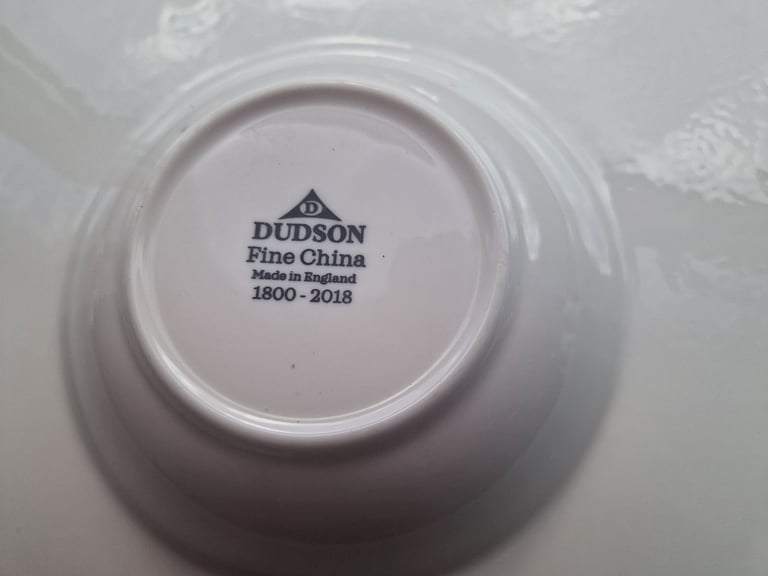 D
DUDSON
Fine China
Made in England
1800 - 2018